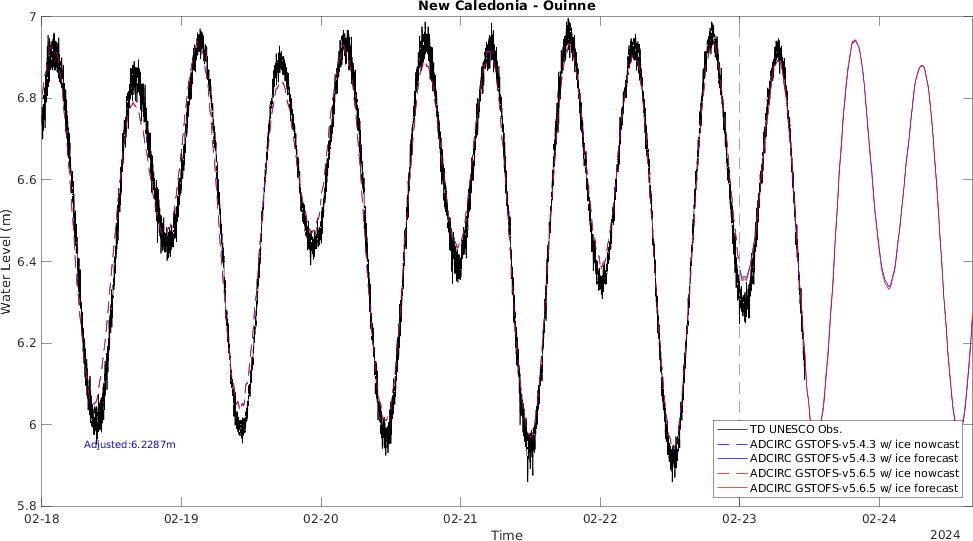 New Caledonia - Ouinne
7
6.8
6.6
6.4
6.2
6
5.8
Water Level (m)
Adjusted:6.2287m
TD UNESCO Obs.
ADCIRC GSTOFS-v5.4.3 w/ ice nowcast
ADCIRC GSTOFS-v5.4.3 w/ ice forecast
ADCIRC GSTOFS-v5.6.5 w/ ice nowcast
ADCIRC GSTOFS-v5.6.5 w/ ice forecast
02-18 02-19 02-20 02-21 02-22 02-23 02-24
Time
2024